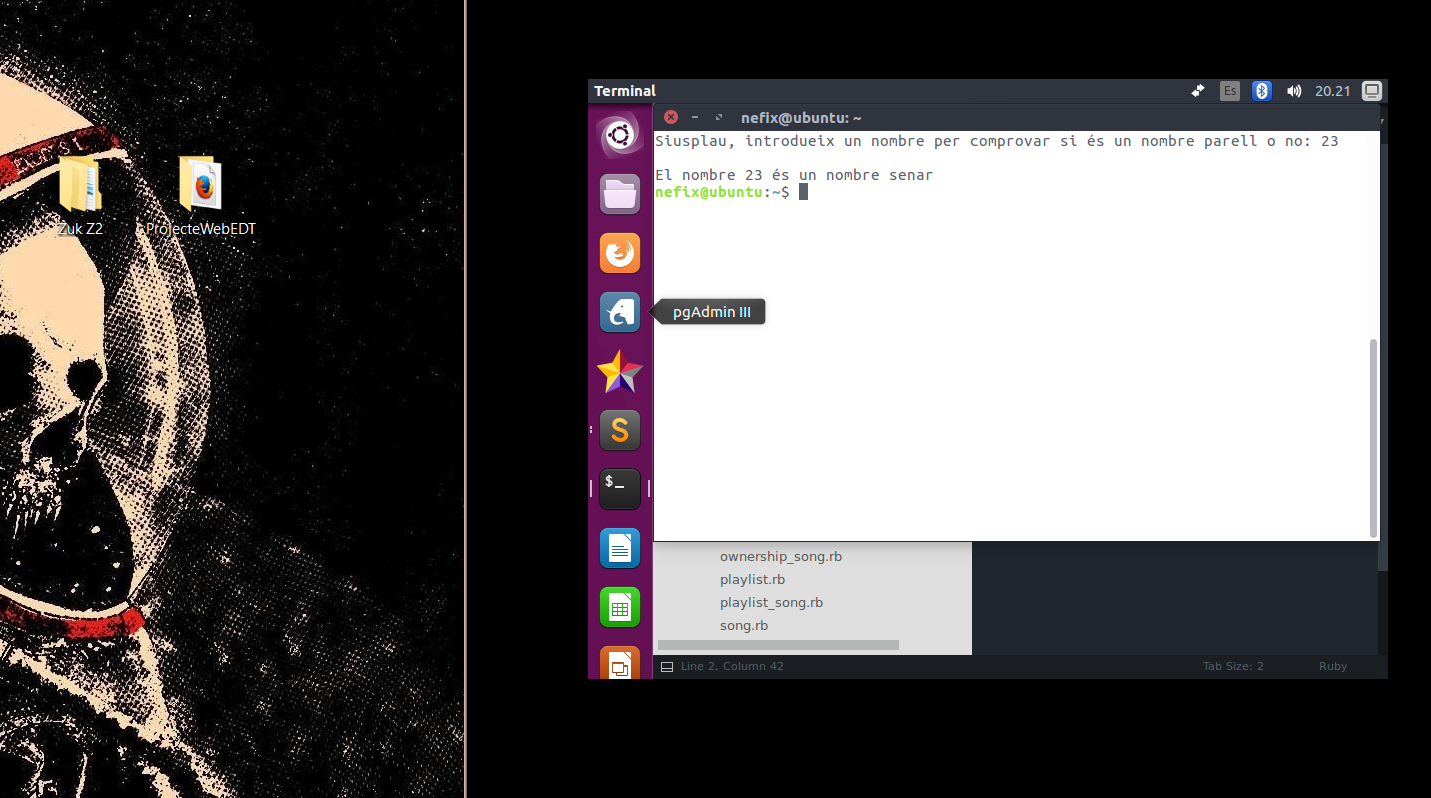 Zuk Z2
ProjecteWebEDT
Terminal
Es
20.21
nefix@ubuntu: ~
Siusplau, introdueix un nombre per comprovar si és un nombre parell o no: 23
El nombre 23 és un nombre senar
nefix@ubuntu:~$
pgAdmin III
S
$_
ownership_song.rb
playlist.rb
playlist_song.rb
song.rb
Line 2, Column 42
Tab Size: 2
Ruby